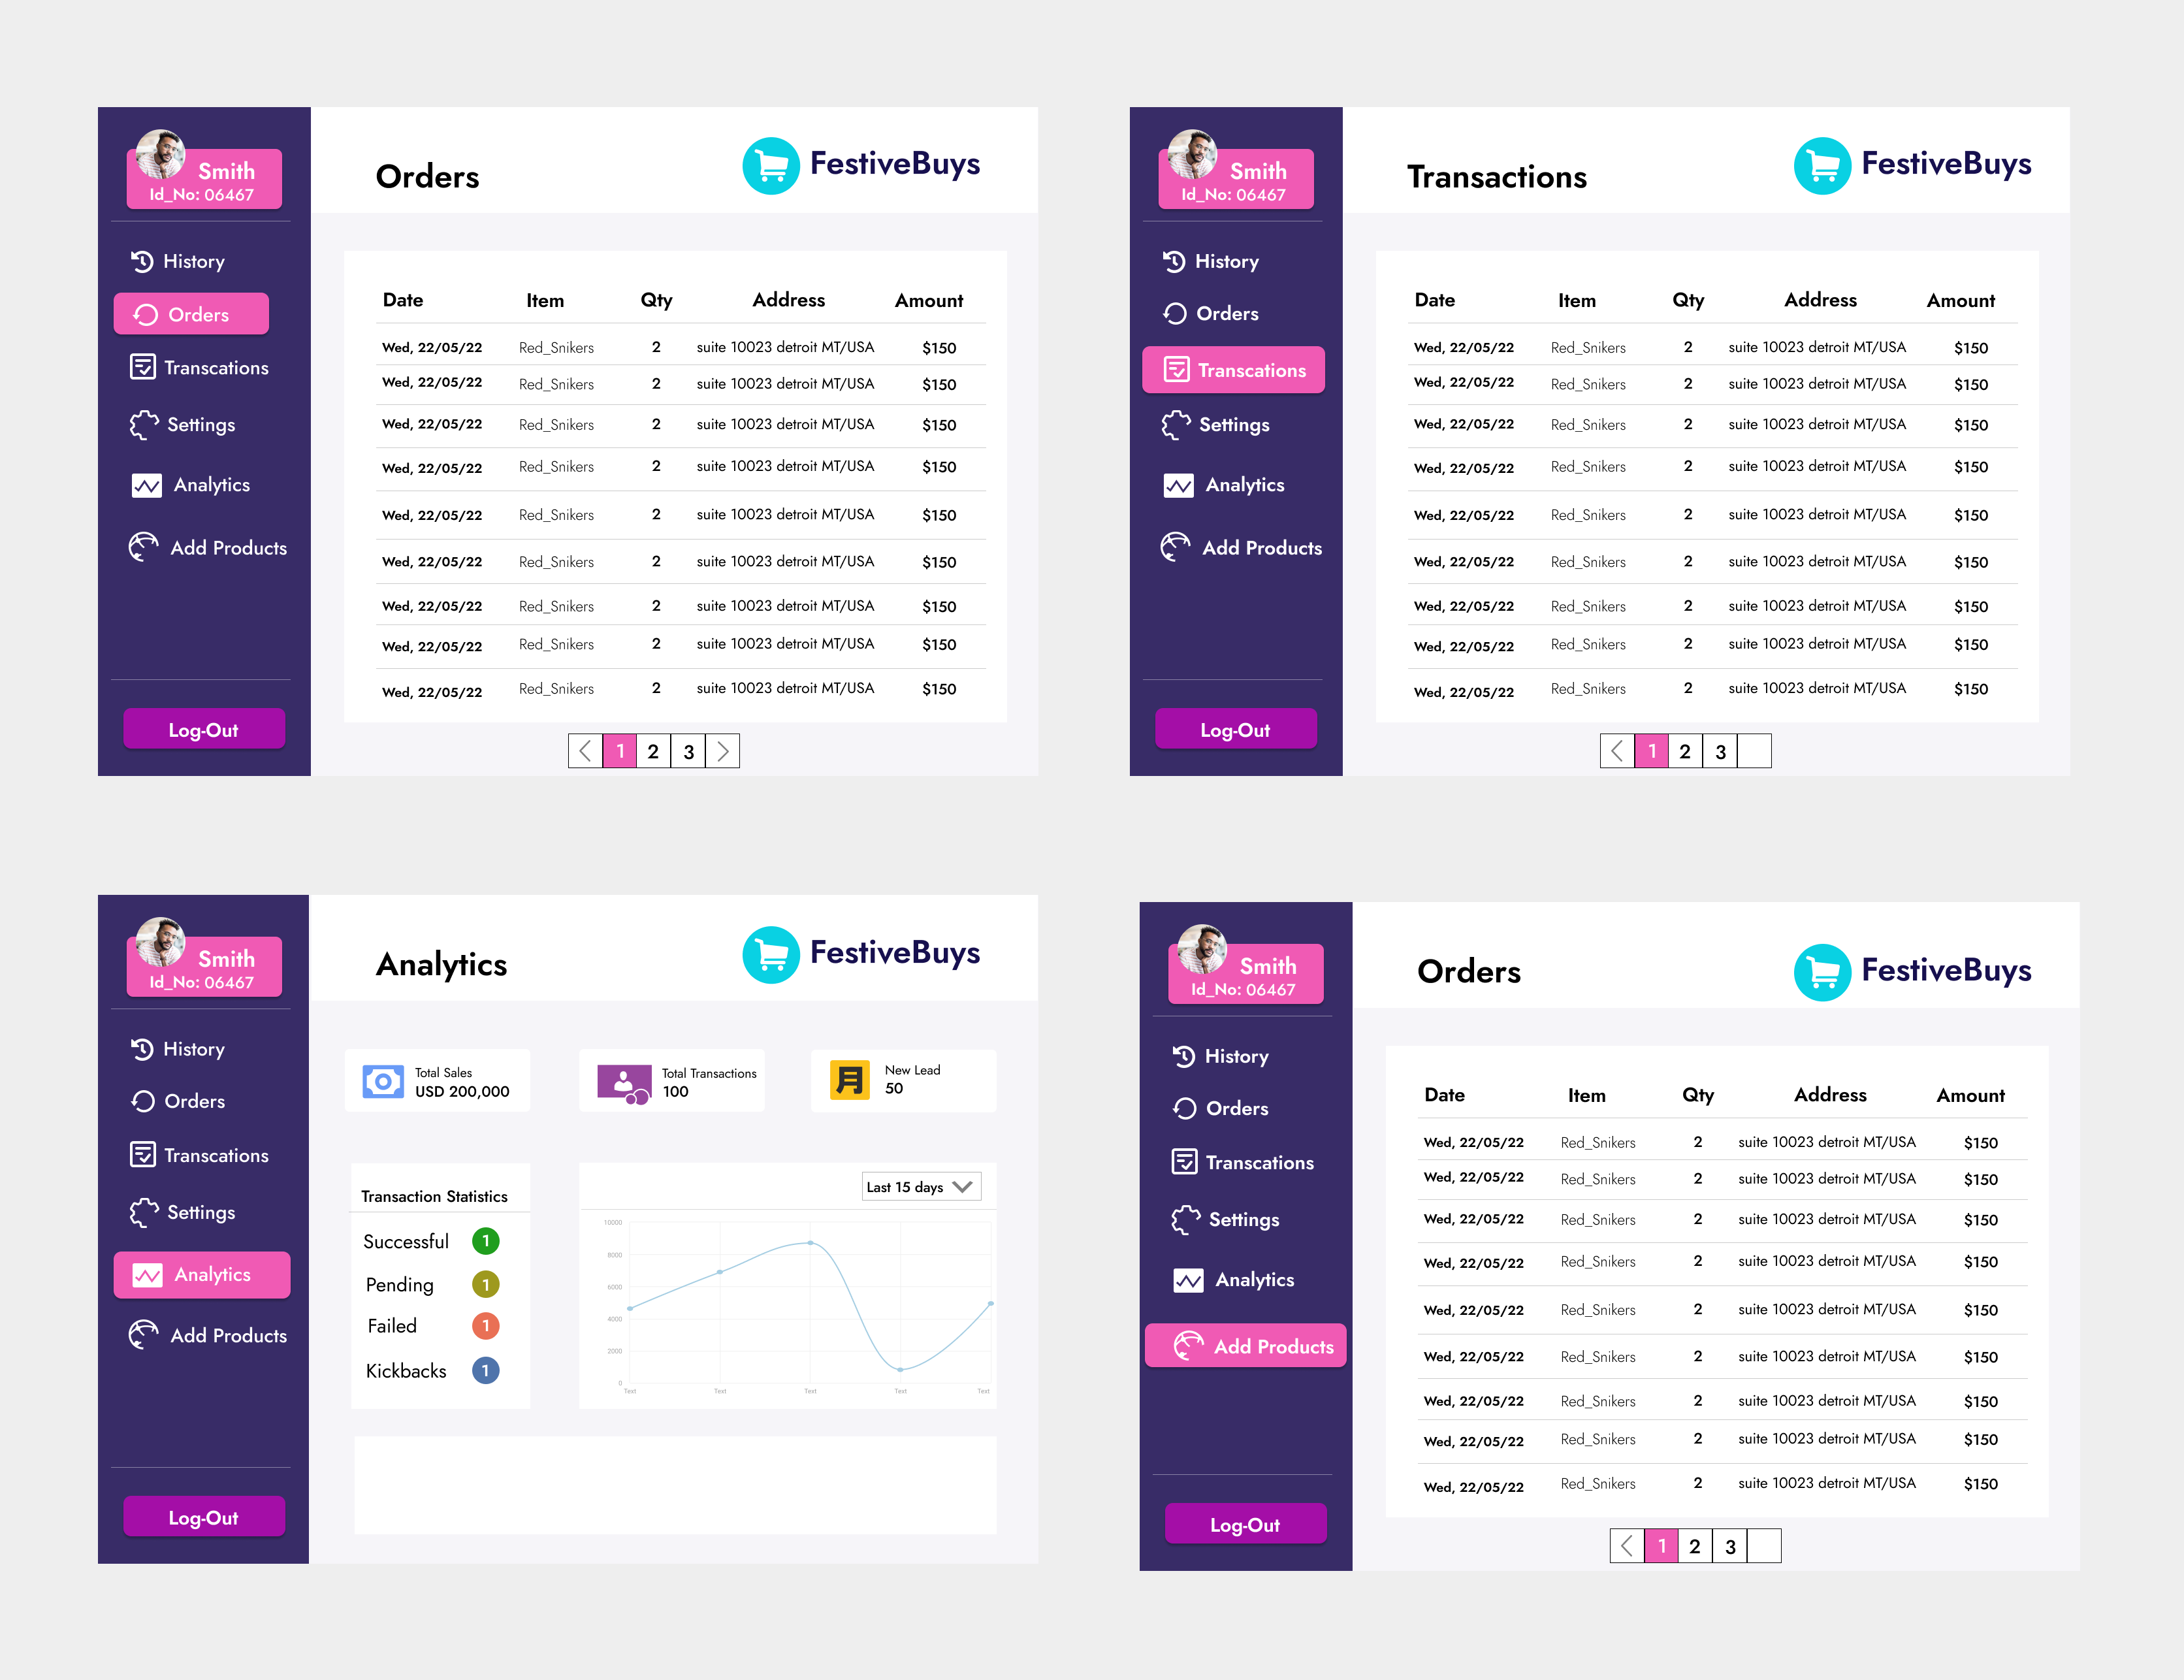 Smith
Id_No: 06467
History
Orders
Transcations
Settings
Analytics
Add Products
Log-Out
Orders
FestiveBuys
Date Item Qty Address Amount
Wed, 22/05/22 Red_Snikers 2 suite 10023 detroit MT/USA $150
Wed, 22/05/22 Red_Snikers 2 suite 10023 detroit MT/USA $150
Wed, 22/05/22 Red_Snikers 2 suite 10023 detroit MT/USA $150
Wed, 22/05/22 Red_Snikers 2 suite 10023 detroit MT/USA $150
Wed, 22/05/22 Red_Snikers 2 suite 10023 detroit MT/USA $150
Wed, 22/05/22 Red_Snikers 2 suite 10023 detroit MT/USA $150
Wed, 22/05/22 Red_Snikers 2 suite 10023 detroit MT/USA $150
Wed, 22/05/22 Red_Snikers 2 suite 10023 detroit MT/USA $150
Wed, 22/05/22 Red_Snikers 2 suite 10023 detroit MT/USA $150
1 2 3
Smith
Id_No: 06467
History
Orders
Transcations
Settings
Analytics
Add Products
Log-Out
Transactions
FestiveBuys
Date Item Qty Address Amount
Wed, 22/05/22 Red_Snikers 2 suite 10023 detroit MT/USA $150
Wed, 22/05/22 Red_Snikers 2 suite 10023 detroit MT/USA $150
Wed, 22/05/22 Red_Snikers 2 suite 10023 detroit MT/USA $150
Wed, 22/05/22 Red_Snikers 2 suite 10023 detroit MT/USA $150
Wed, 22/05/22 Red_Snikers 2 suite 10023 detroit MT/USA $150
Wed, 22/05/22 Red_Snikers 2 suite 10023 detroit MT/USA $150
Wed, 22/05/22 Red_Snikers 2 suite 10023 detroit MT/USA $150
Wed, 22/05/22 Red_Snikers 2 suite 10023 detroit MT/USA $150
Wed, 22/05/22 Red_Snikers 2 suite 10023 detroit MT/USA $150
1 2 3
Smith
Id_No: 06467
History
Orders
Transcations
Settings
Analytics
Add Products
Log-Out
Analytics
FestiveBuys
Total Sales
USD 200,000
Total Transactions
100
月
New Lead
50
Transaction Statistics
Successful 1
Pending 1
Failed 1
Kickbacks 1
Last 15 days
10000
8000
6000
4000
2000
0
Text Text Text Text Text
Smith
Id_No: 06467
History
Orders
Transcations
Settings
Analytics
Add Products
Log-Out
Orders
FestiveBuys
Date Item Qty Address Amount
Wed, 22/05/22 Red_Snikers 2 suite 10023 detroit MT/USA $150
Wed, 22/05/22 Red_Snikers 2 suite 10023 detroit MT/USA $150
Wed, 22/05/22 Red_Snikers 2 suite 10023 detroit MT/USA $150
Wed, 22/05/22 Red_Snikers 2 suite 10023 detroit MT/USA $150
Wed, 22/05/22 Red_Snikers 2 suite 10023 detroit MT/USA $150
Wed, 22/05/22 Red_Snikers 2 suite 10023 detroit MT/USA $150
Wed, 22/05/22 Red_Snikers 2 suite 10023 detroit MT/USA $150
Wed, 22/05/22 Red_Snikers 2 suite 10023 detroit MT/USA $150
Wed, 22/05/22 Red_Snikers 2 suite 10023 detroit MT/USA $150
1 2 3